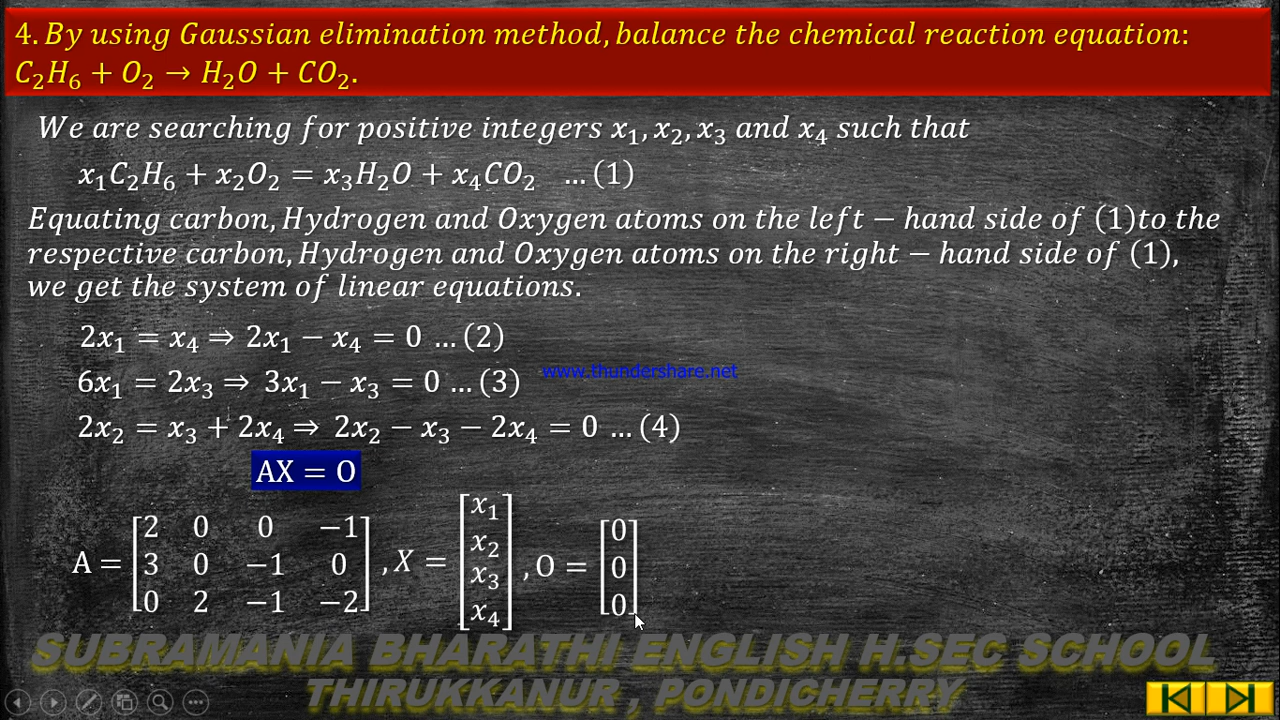 4. By using Gaussian elimination method, balance the chemical reaction equation:
C₂H₆ + O₂ → H₂O + CO₂.
We are searching for positive integers x₁, x₂, x₃ and x₄ such that
x₁C₂H₆ + x₂O₂ = x₃H₂O + x₄CO₂ … (1)
Equating carbon, Hydrogen and Oxygen atoms on the left − hand side of (1)to the
respective carbon, Hydrogen and Oxygen atoms on the right − hand side of (1),
we get the system of linear equations.
2x₁ = x₄ ⇒ 2x₁ − x₄ = 0 … (2)
6x₁ = 2x₃ ⇒ 3x₁ − x₃ = 0 … (3)
www.thundershare.net
2x₂ = x₃ + 2x₄ ⇒ 2x₂ − x₃ − 2x₄ = 0 … (4)
AX = O
A = [2 0 0 −1; 3 0 −1 0; 0 2 −1 −2], X = [x₁; x₂; x₃; x₄], O = [0; 0; 0]
SUBRAMANIA BHARATHI ENGLISH H.SEC SCHOOL
THIRUKKANUR , PONDICHERRY